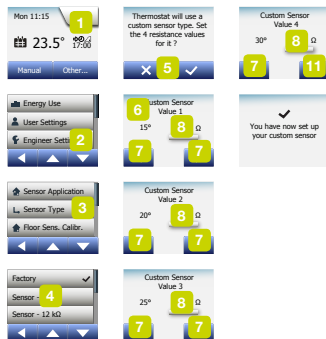 Mon 11:15
1
23.5°
17:00
Manual
Other...
Energy Use
User Settings
Engineer Setti
2
Sensor Application
Sensor Type
3
Floor Sens. Calibr.
Factory
Sensor -
4
Sensor - 12 kΩ
Thermostat will use a
custom sensor type. Set
the 4 resistance values
for it ?
5
6
ustom Sensor
Value 1
15°
8
Ω
7
7
Custom Sensor
Value 2
20°
8
Ω
7
7
Custom Sensor
Value 3
25°
8
Ω
7
7
Custom Sensor
Value 4
30°
8
Ω
7
11
You have now set up
your custom sensor